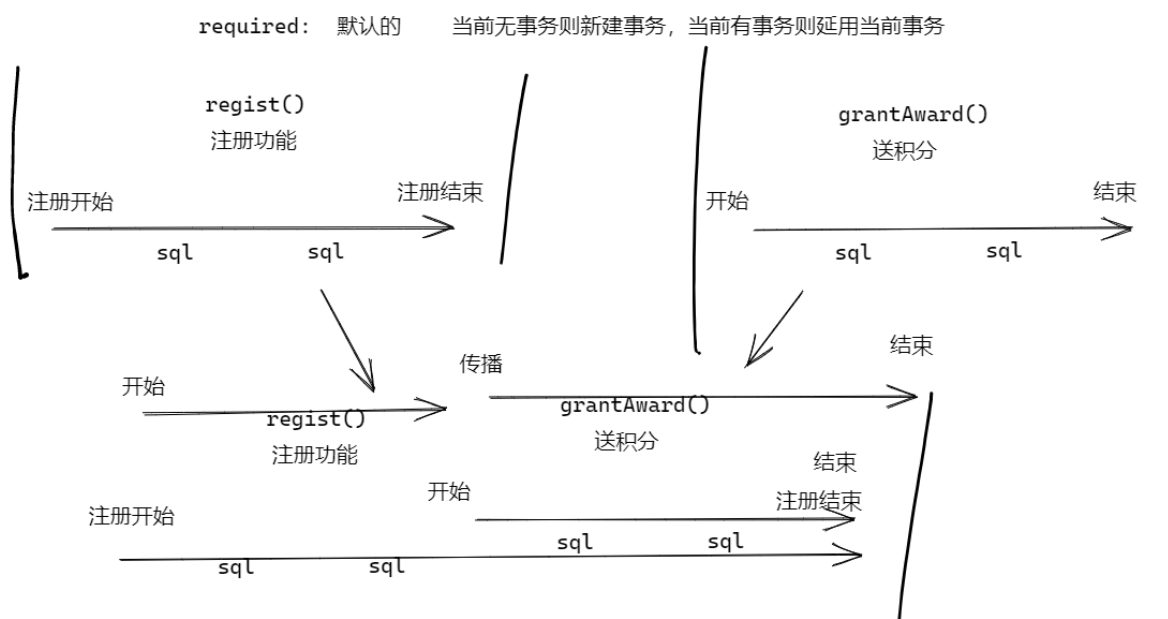 required: 默认的 当前无事务则新建事务，当前有事务则延用当前事务
regist()
注册功能
grantAward()
送积分
注册开始
注册结束
开始
结束
sql
sql
sql
sql
开始
传播
结束
regist()
注册功能
grantAward()
送积分
注册开始
开始
结束
注册结束
sql
sql
sql
sql